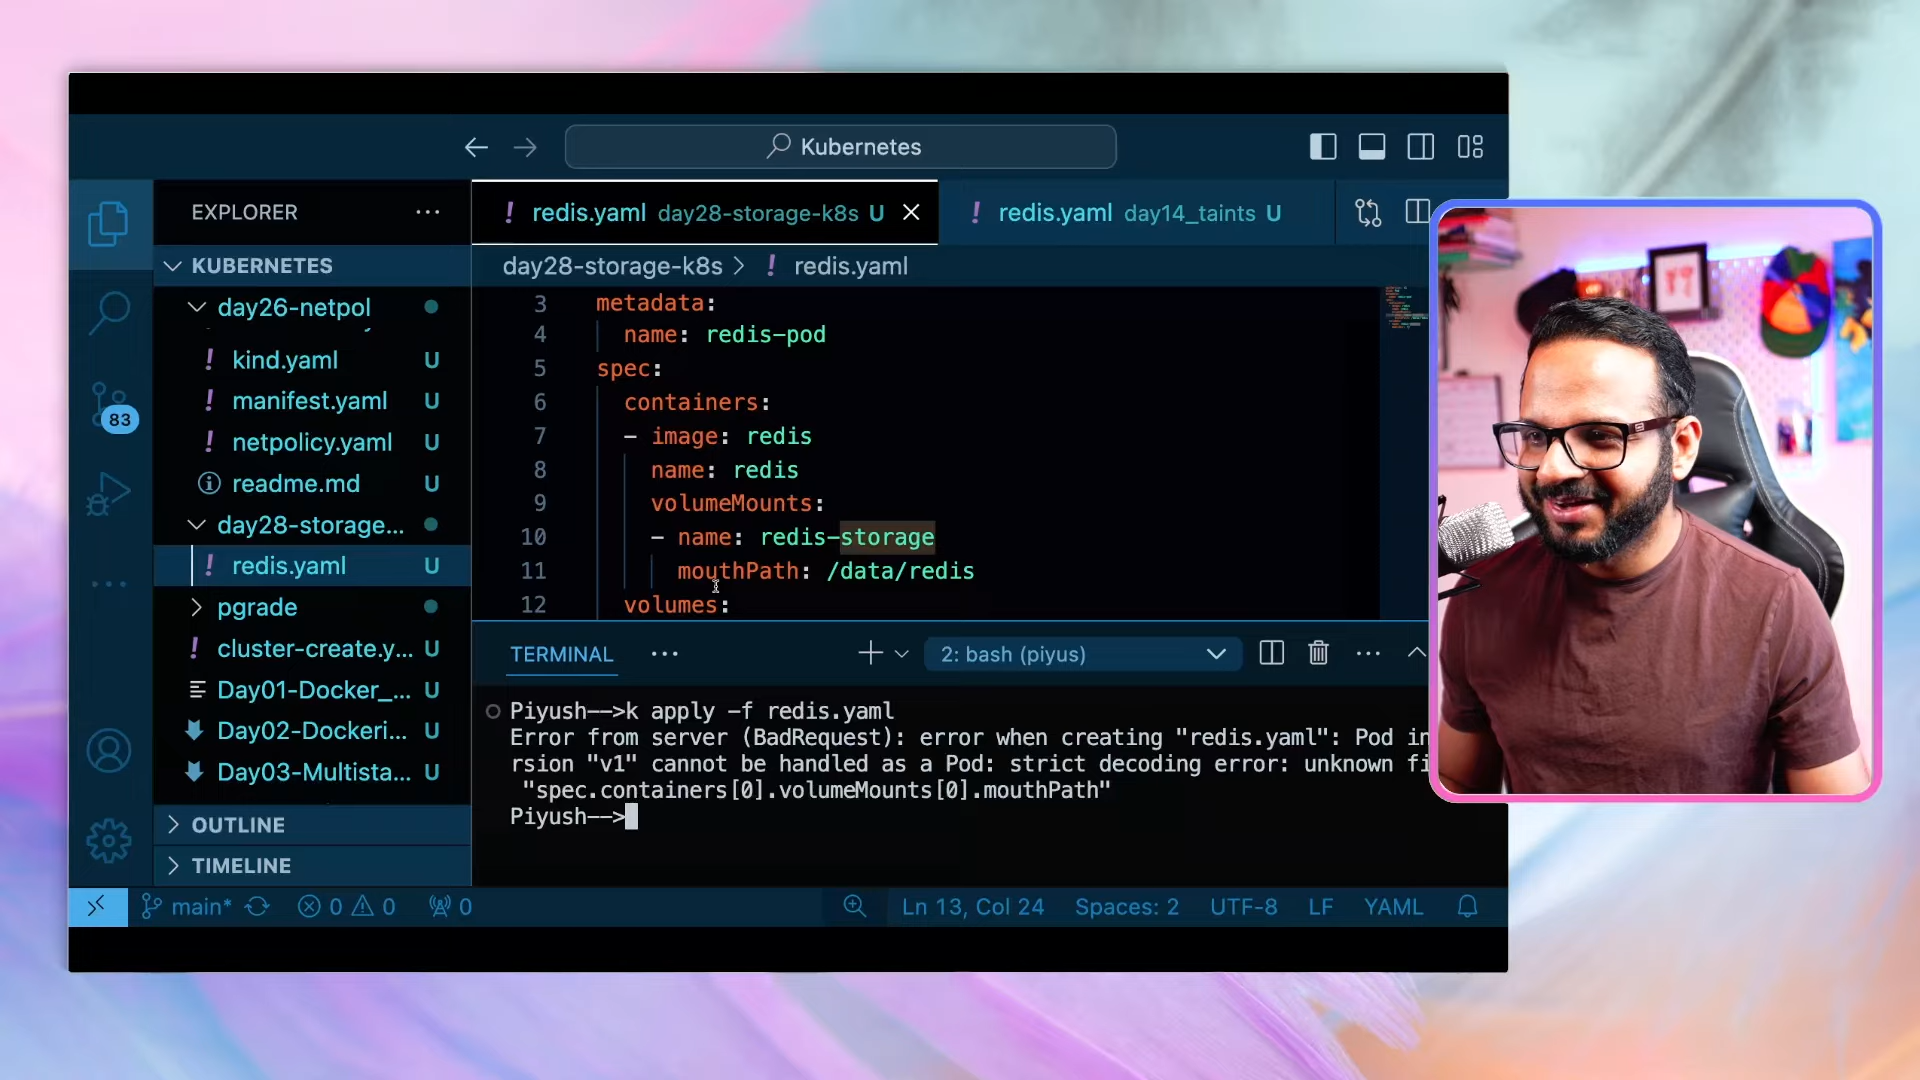 Kubernetes
EXPLORER
KUBERNETES
day26-netpol
kind.yaml U
manifest.yaml U
netpolicy.yaml U
readme.md U
day28-storage...
redis.yaml U
pgrade
cluster-create.y... U
Day01-Docker_... U
Day02-Dockeri... U
Day03-Multista... U
OUTLINE
TIMELINE
83
! redis.yaml day28-storage-k8s U
! redis.yaml day14_taints U
day28-storage-k8s > ! redis.yaml
3 metadata:
4 name: redis-pod
5 spec:
6 containers:
7 - image: redis
8 name: redis
9 volumeMounts:
10 - name: redis-storage
11 mouthPath: /data/redis
12 volumes:
TERMINAL
2: bash (piyus)
Piyush-->k apply -f redis.yaml
Error from server (BadRequest): error when creating "redis.yaml": Pod in
rsion "v1" cannot be handled as a Pod: strict decoding error: unknown fi
"spec.containers[0].volumeMounts[0].mouthPath"
Piyush-->
main* 0 0 0 Ln 13, Col 24 Spaces: 2 UTF-8 LF YAML